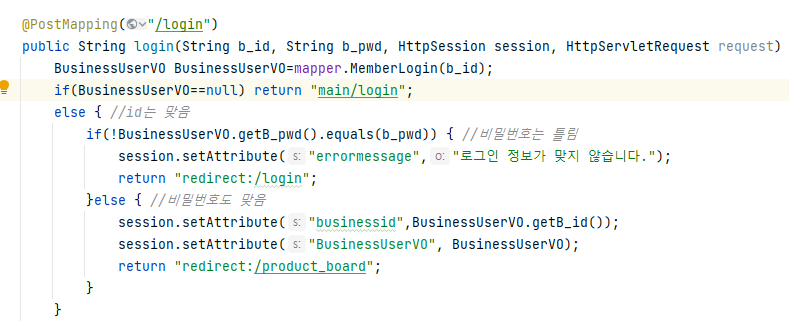 @PostMapping("/login")
public String login(String b_id, String b_pwd, HttpSession session, HttpServletRequest request)
BusinessUserVO BusinessUserVO=mapper.MemberLogin(b_id);
if(BusinessUserVO==null) return "main/login";
else { //id는 맞음
if(!BusinessUserVO.getB_pwd().equals(b_pwd)) { //비밀번호는 틀림
session.setAttribute( s: "errormessage", o: "로그인 정보가 맞지 않습니다.");
return "redirect:/login";
}else { //비밀번호도 맞음
session.setAttribute( s: "businessid",BusinessUserVO.getB_id());
session.setAttribute( s: "BusinessUserVO", BusinessUserVO);
return "redirect:/product_board";
}
}